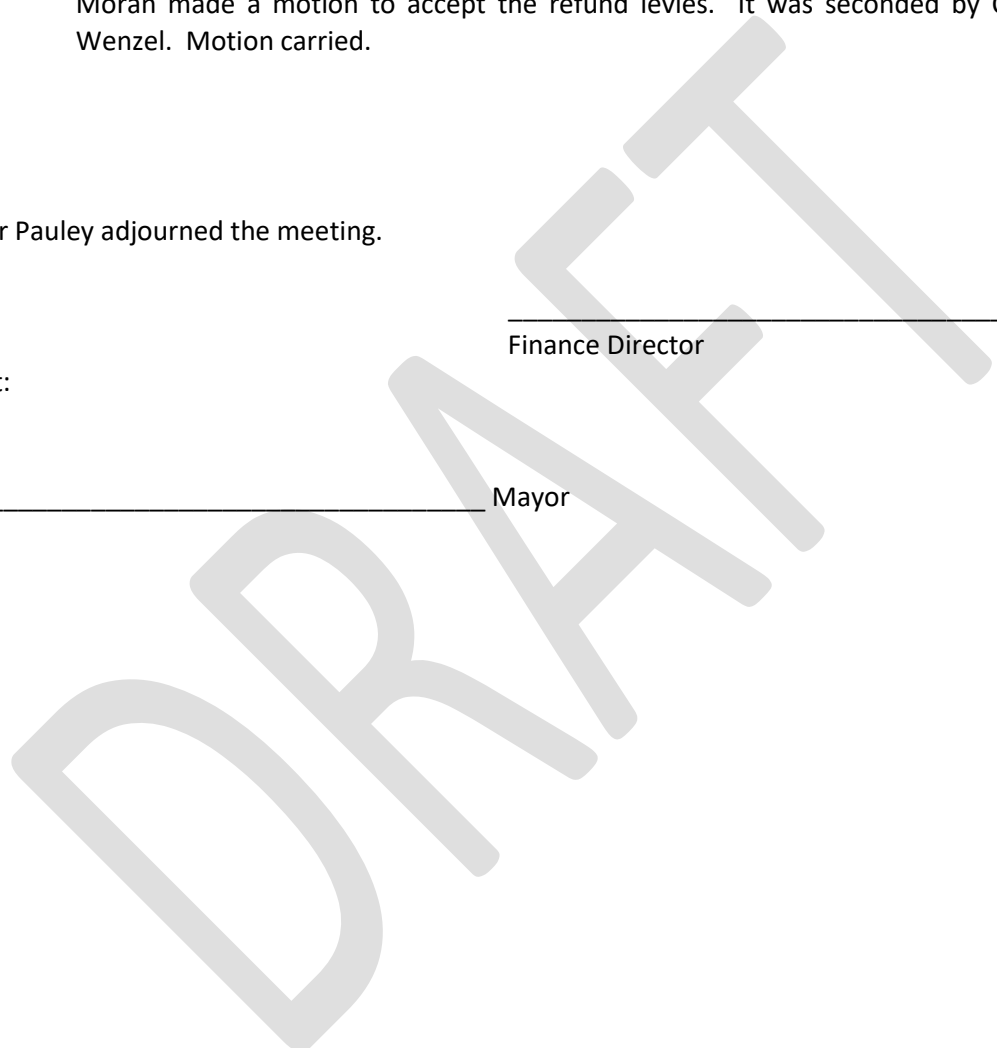 Moran made a motion to accept the refund levies. It was seconded by
Wenzel. Motion carried.
r Pauley adjourned the meeting.
Finance Director
t:
Mayor
DRAFT